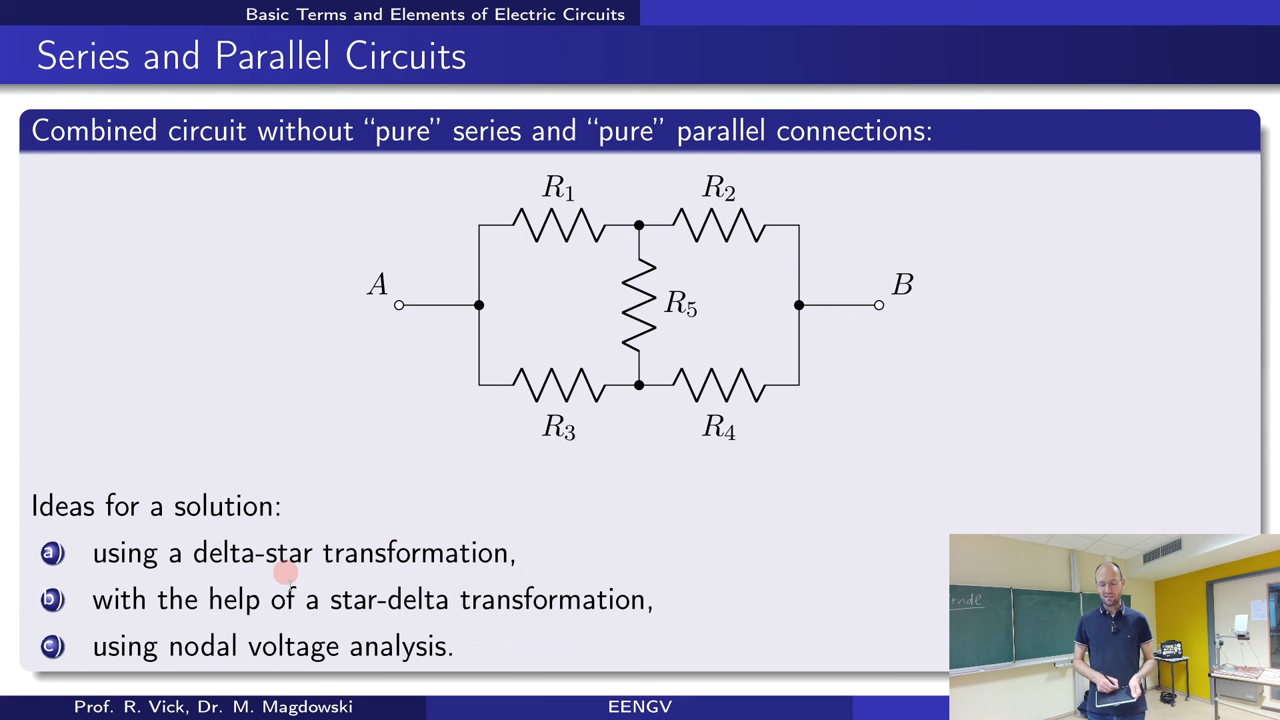 Basic Terms and Elements of Electric Circuits
Series and Parallel Circuits
Combined circuit without “pure” series and “pure” parallel connections:
R1 R2
A B
R5
R3 R4
Ideas for a solution:
a) using a delta-star transformation,
b) with the help of a star-delta transformation,
c) using nodal voltage analysis.
Prof. R. Vick, Dr. M. Magdowski EENGV